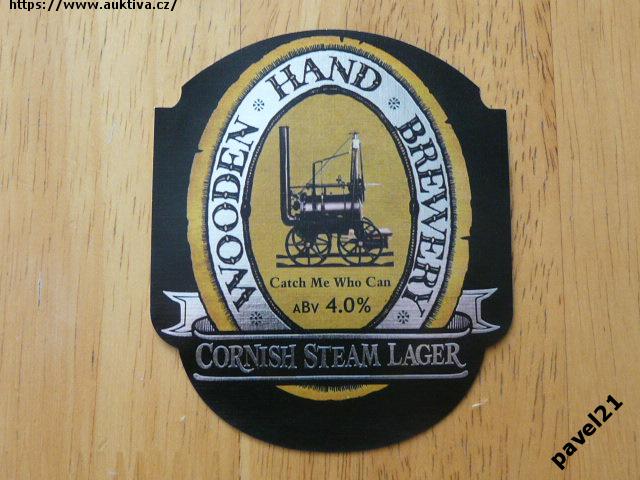 https://www.auktiva.cz/
WOODEN HAND BREWERY
Catch Me Who Can
ABV 4.0%
CORNISH STEAM LAGER
pavel21